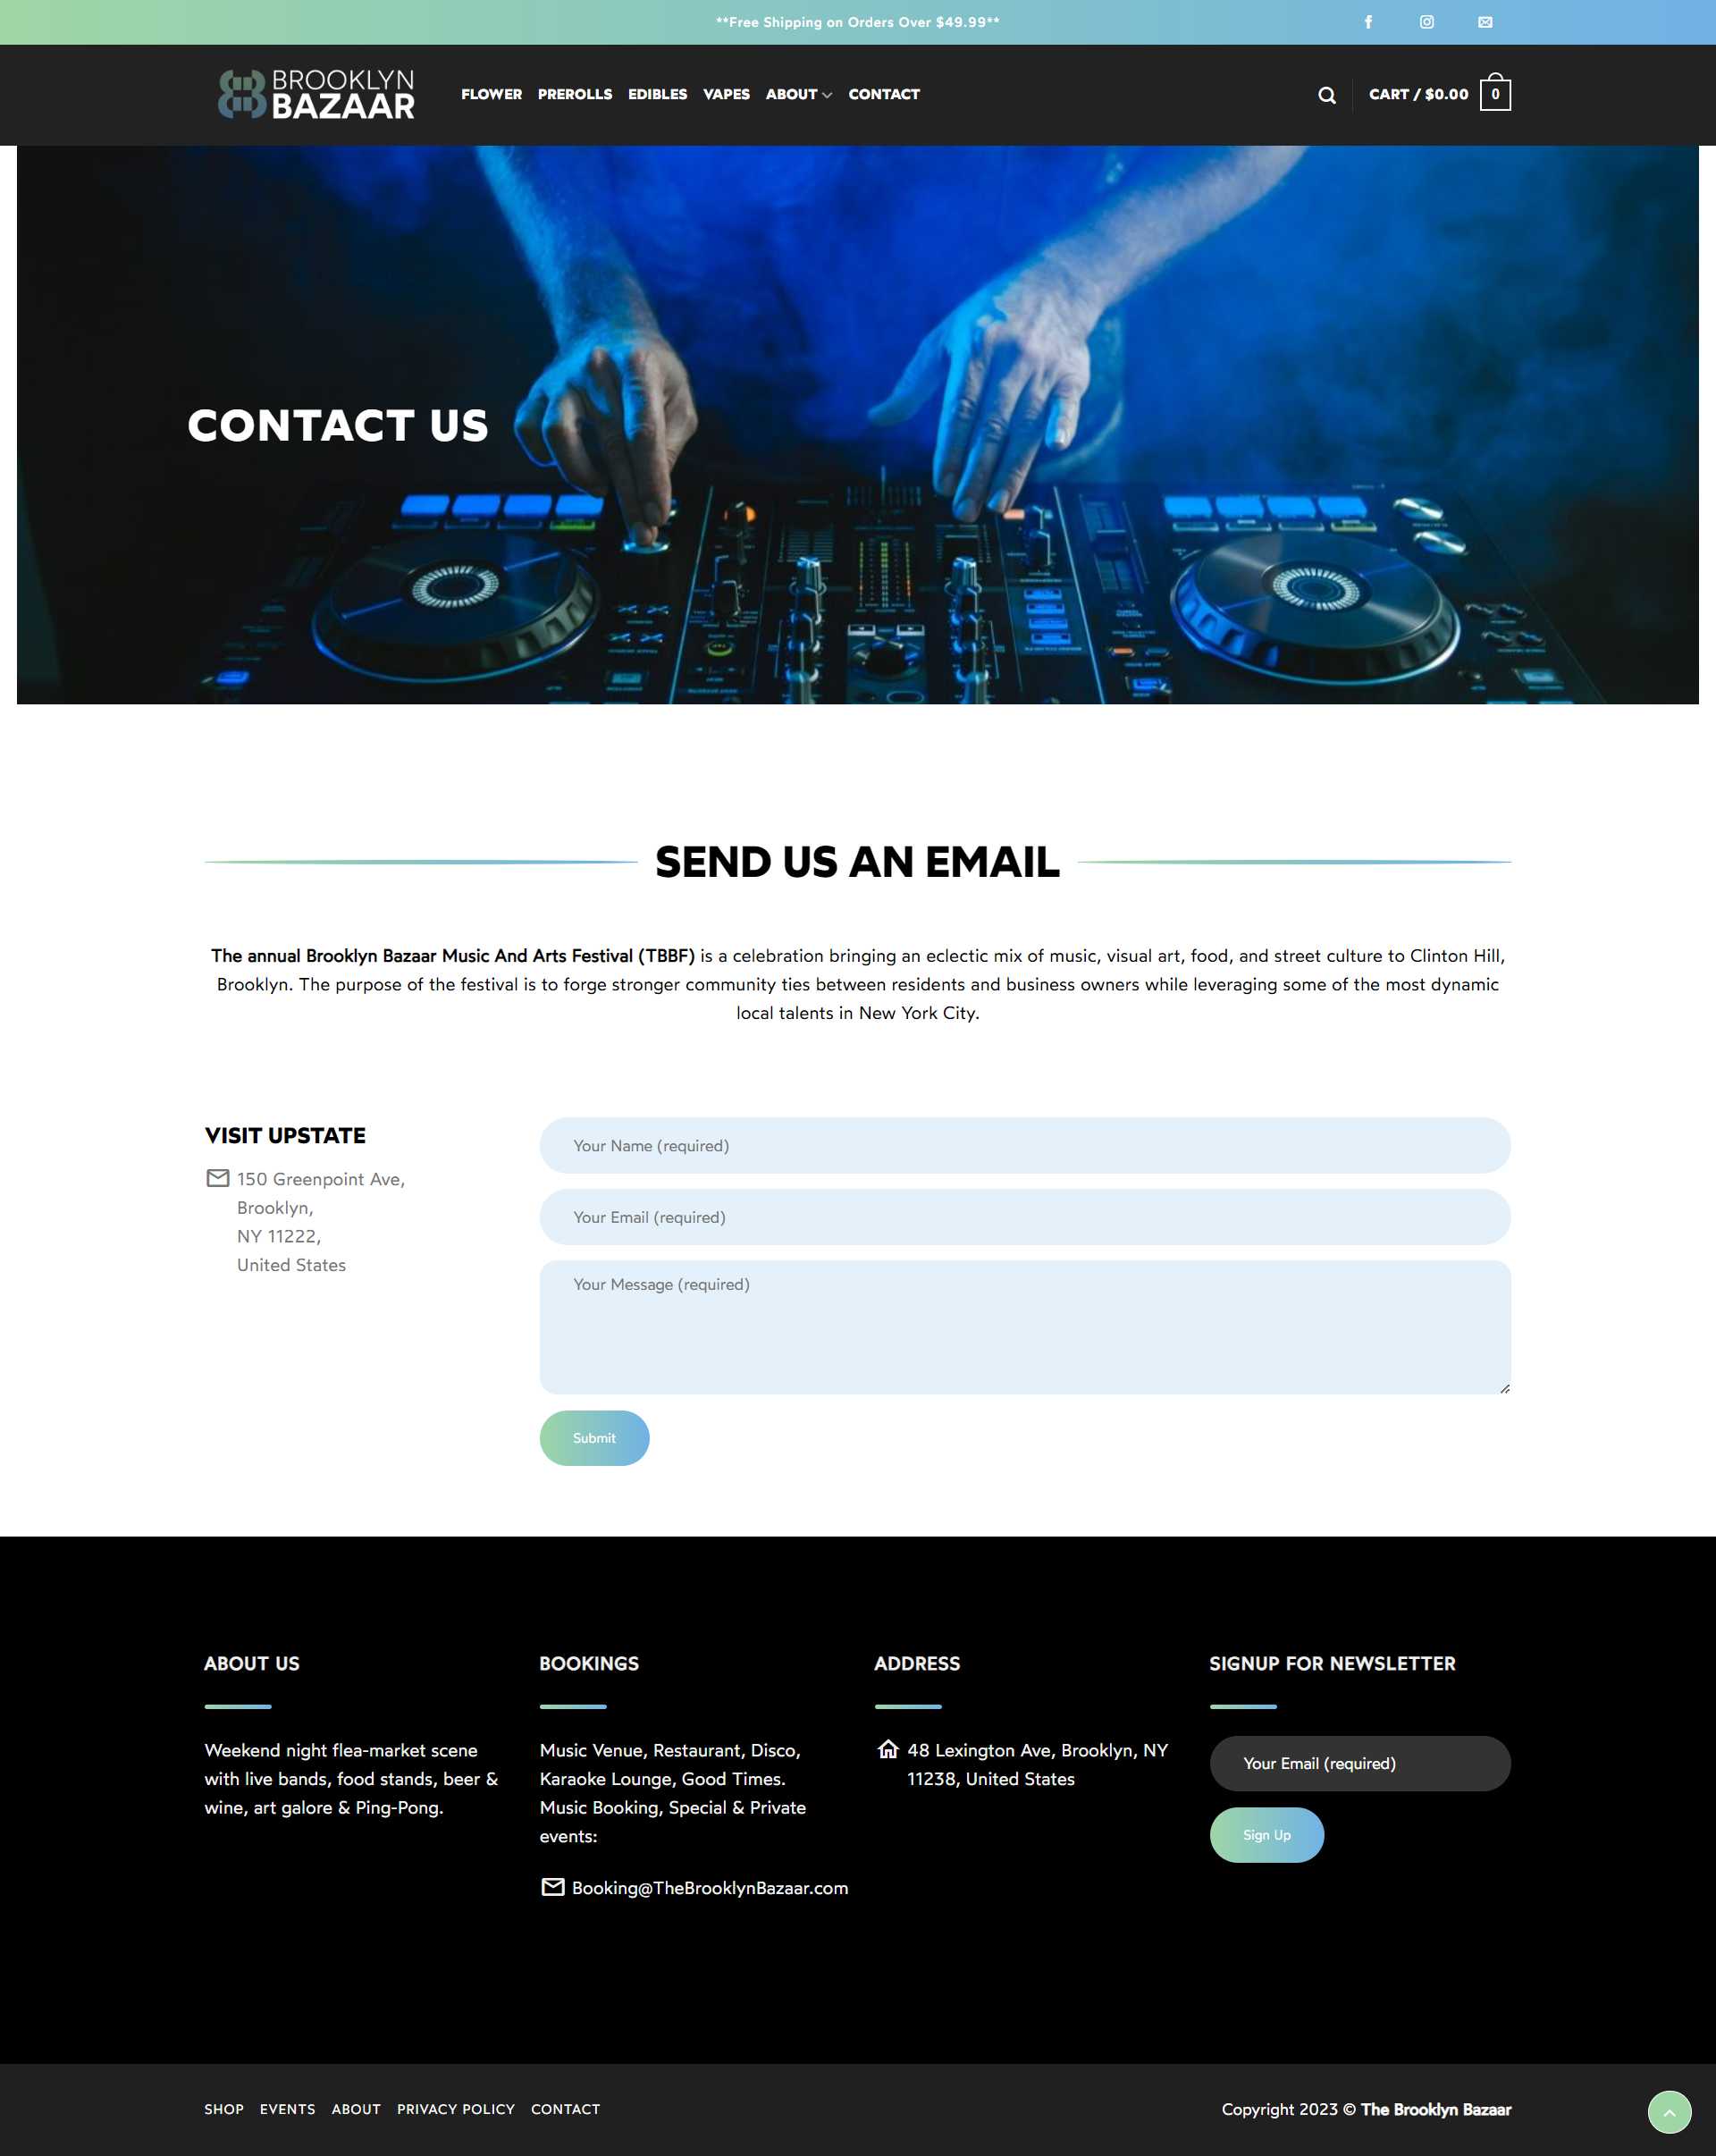 **Free Shipping on Orders Over $49.99**
BROOKLYN
BAZAAR
FLOWER PREROLLS EDIBLES VAPES ABOUT CONTACT
CART / $0.00 0
CONTACT US
SEND US AN EMAIL
The annual Brooklyn Bazaar Music And Arts Festival (TBBF) is a celebration bringing an eclectic mix of music, visual art, food, and street culture to Clinton Hill,
Brooklyn. The purpose of the festival is to forge stronger community ties between residents and business owners while leveraging some of the most dynamic
local talents in New York City.
VISIT UPSTATE
150 Greenpoint Ave,
Brooklyn,
NY 11222,
United States
Your Name (required)
Your Email (required)
Your Message (required)
Submit
ABOUT US
Weekend night flea-market scene
with live bands, food stands, beer &
wine, art galore & Ping-Pong.
BOOKINGS
Music Venue, Restaurant, Disco,
Karaoke Lounge, Good Times.
Music Booking, Special & Private
events:
Booking@TheBrooklynBazaar.com
ADDRESS
48 Lexington Ave, Brooklyn, NY
11238, United States
SIGNUP FOR NEWSLETTER
Your Email (required)
Sign Up
SHOP EVENTS ABOUT PRIVACY POLICY CONTACT
Copyright 2023 © The Brooklyn Bazaar